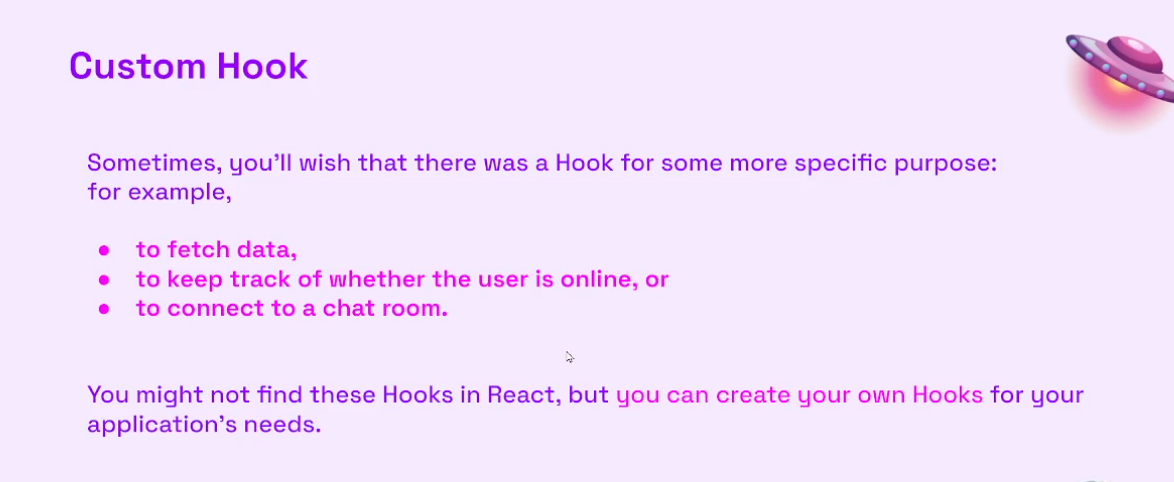 Custom Hook
Sometimes, you'll wish that there was a Hook for some more specific purpose:
for example,
● to fetch data,
● to keep track of whether the user is online, or
● to connect to a chat room.
You might not find these Hooks in React, but you can create your own Hooks for your
application's needs.